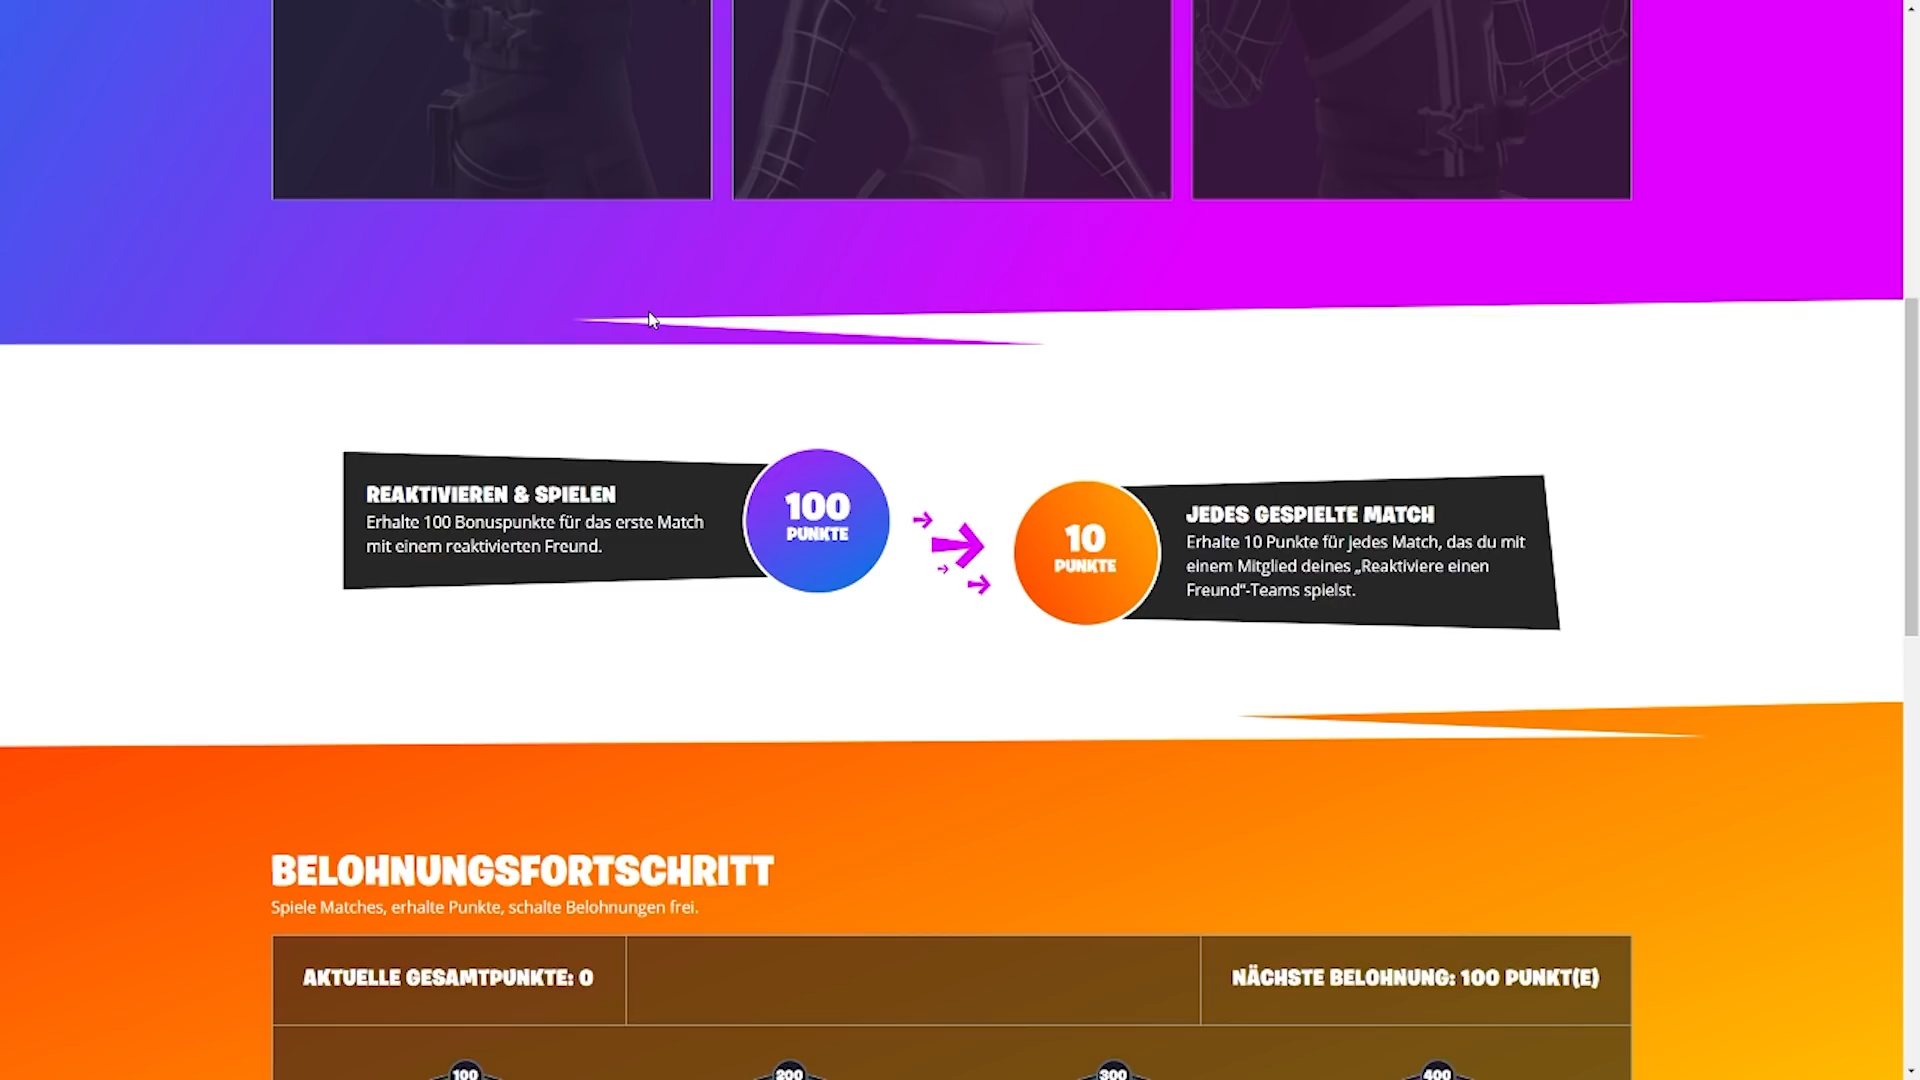 REAKTIVIEREN & SPIELEN
Erhalte 100 Bonuspunkte für das erste Match
mit einem reaktivierten Freund.
100
PUNKTE
10
PUNKTE
JEDES GESPIELTE MATCH
Erhalte 10 Punkte für jedes Match, das du mit
einem Mitglied deines „Reaktiviere einen
Freund“-Teams spielst.
BELOHNUNGSFORTSCHRITT
Spiele Matches, erhalte Punkte, schalte Belohnungen frei.
AKTUELLE GESAMTPUNKTE: 0
NÄCHSTE BELOHNUNG: 100 PUNKT(E)
100
200
300
400